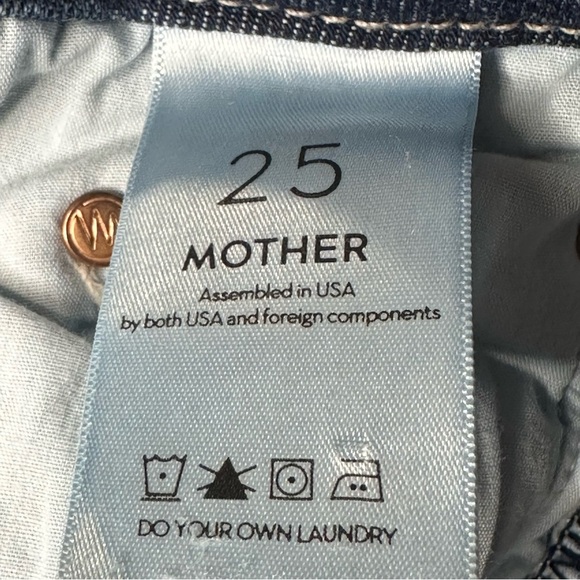 25
MOTHER
Assembled in USA
by both USA and foreign components
DO YOUR OWN LAUNDRY